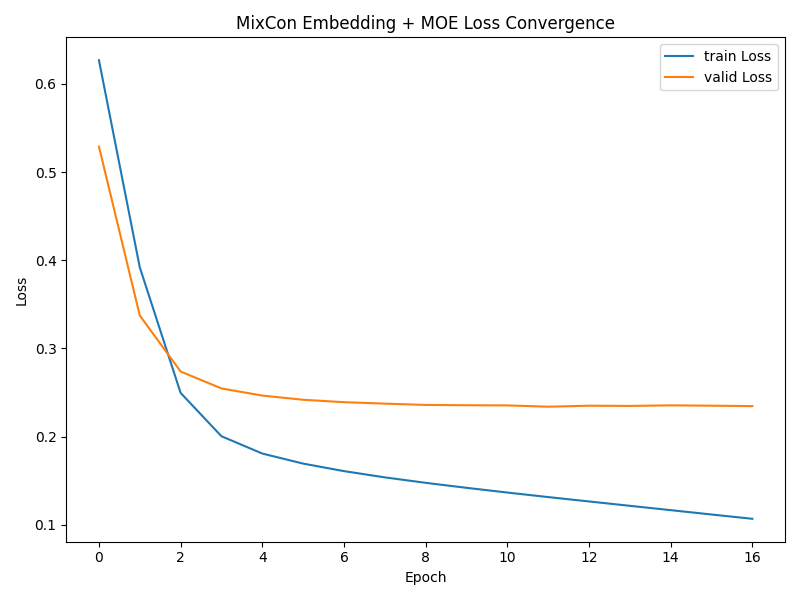 MixCon Embedding + MOE Loss Convergence
train Loss
valid Loss
0.6
0.5
0.4
0.3
0.2
0.1
Loss
0 2 4 6 8 10 12 14 16
Epoch